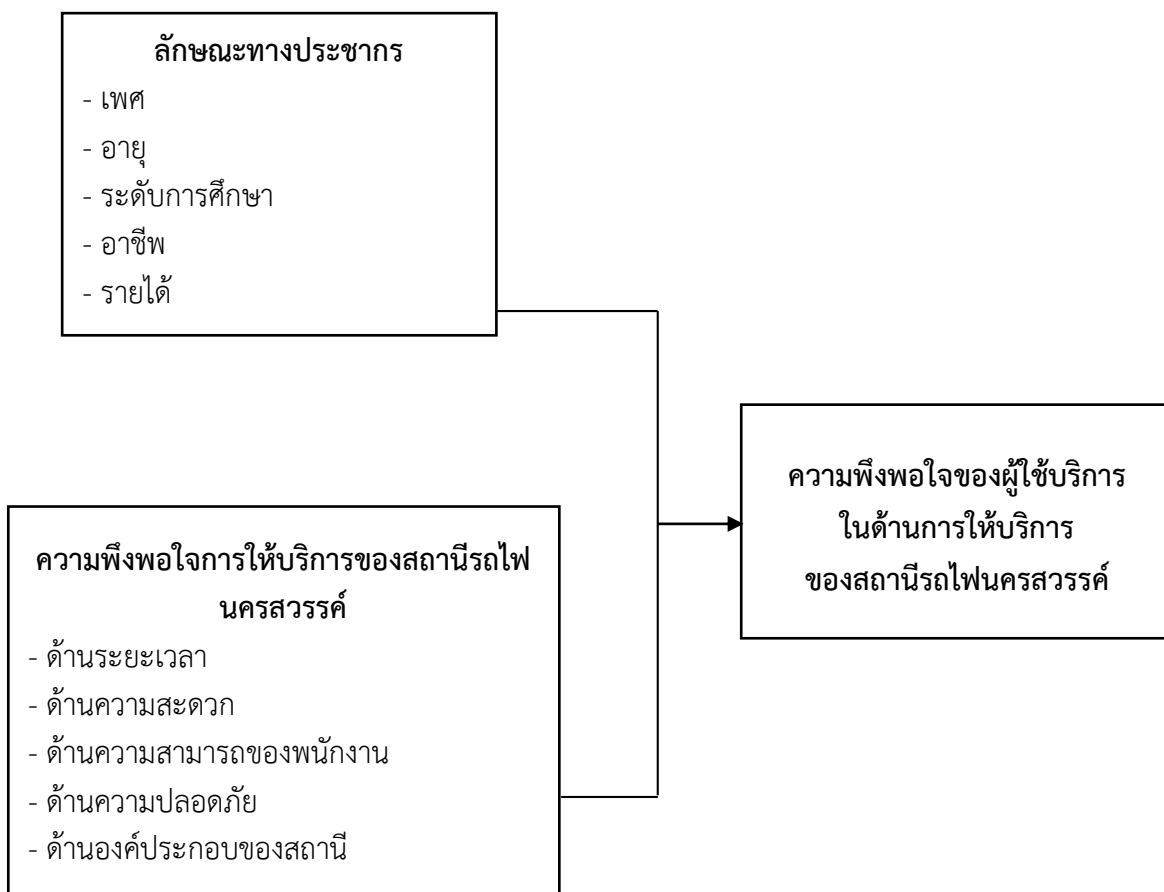 ลักษณะทางประชากร
- เพศ
- อายุ
- ระดับการศึกษา
- อาชีพ
- รายได้
ความพึงพอใจการให้บริการของสถานีรถไฟ
นครสวรรค์
- ด้านระยะเวลา
- ด้านความสะดวก
- ด้านความสามารถของพนักงาน
- ด้านความปลอดภัย
- ด้านองค์ประกอบของสถานี
ความพึงพอใจของผู้ใช้บริการ
ในด้านการให้บริการ
ของสถานีรถไฟนครสวรรค์